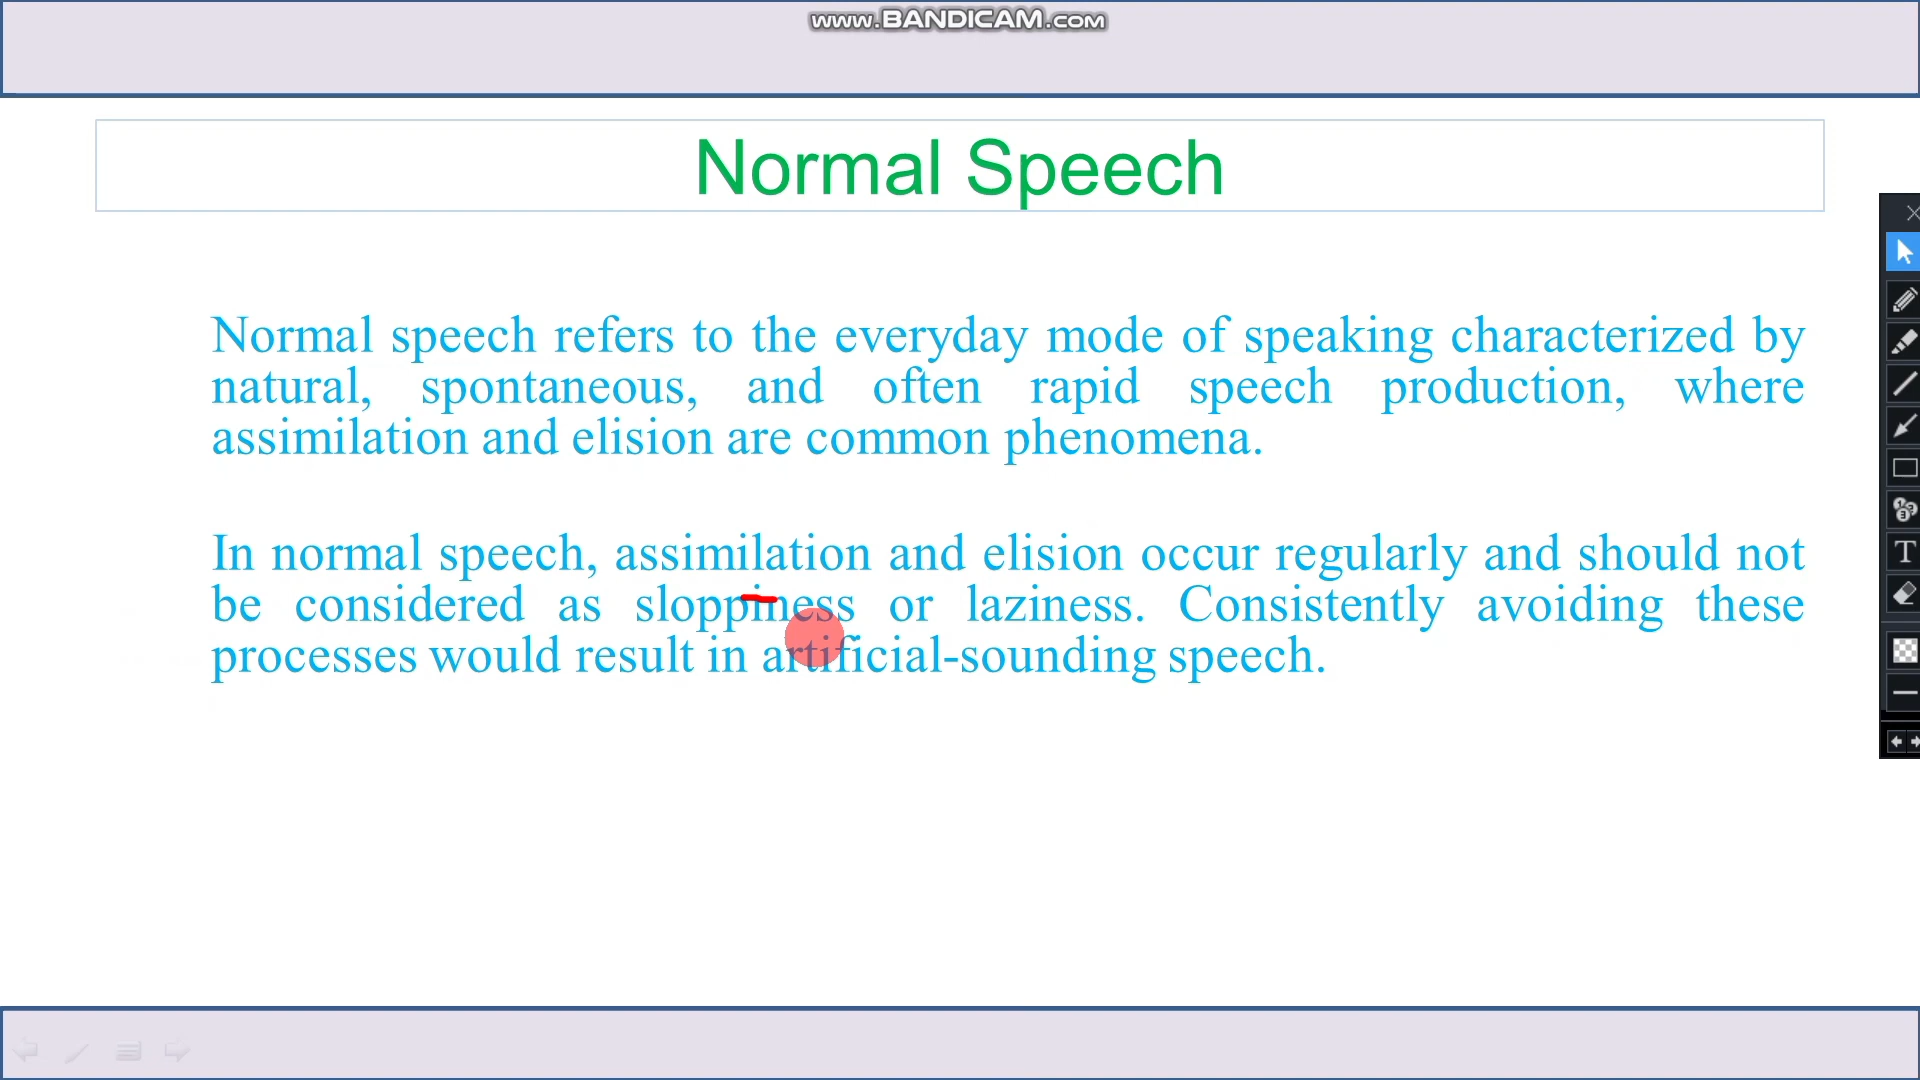 www.BANDICAM.com
Normal Speech
Normal speech refers to the everyday mode of speaking characterized by
natural, spontaneous, and often rapid speech production, where
assimilation and elision are common phenomena.
In normal speech, assimilation and elision occur regularly and should not
be considered as sloppiness or laziness. Consistently avoiding these
processes would result in artificial-sounding speech.
T